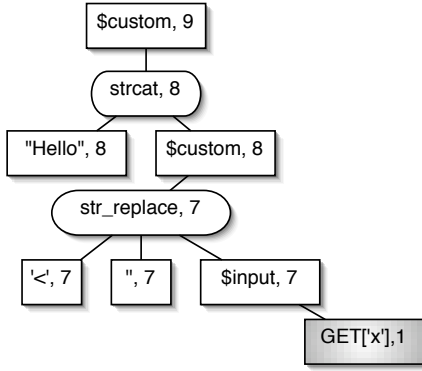 $custom, 9
strcat, 8
"Hello", 8
$custom, 8
str_replace, 7
'<', 7
'', 7
$input, 7
GET['x'],1